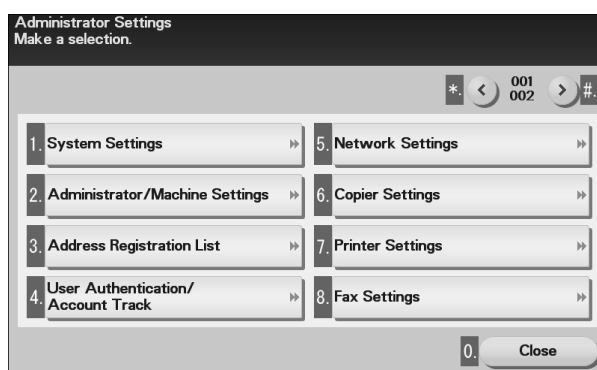 Administrator Settings
Make a selection.
*. 001 #.
002
1. System Settings
5. Network Settings
2. Administrator/Machine Settings
6. Copier Settings
3. Address Registration List
7. Printer Settings
4. User Authentication/
Account Track
8. Fax Settings
0. Close